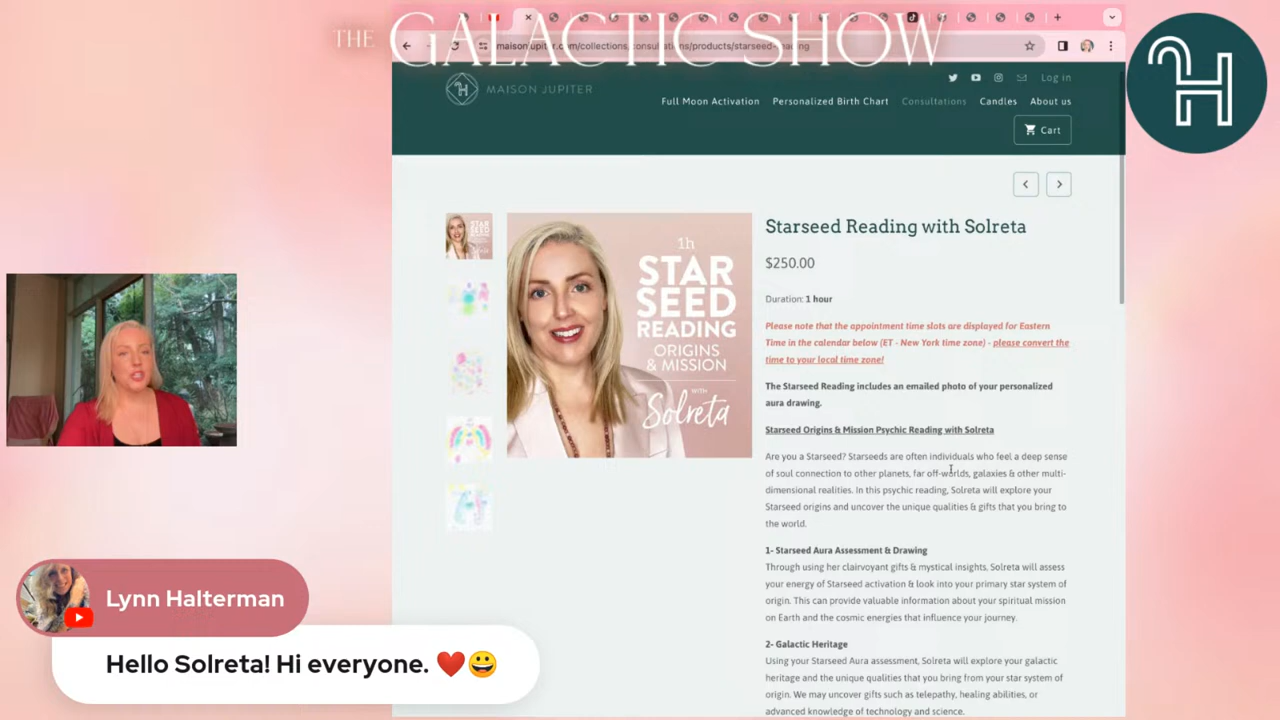 THE GALACTIC SHOW
maisonjupiter.com/collections/consultations/products/starseed-reading
H
MAISON JUPITER
Log in
Full Moon Activation
Personalized Birth Chart
Consultations
Candles
About us
Cart
H
Starseed Reading with Solreta
$250.00
Duration: 1 hour
Please note that the appointment time slots are displayed for Eastern
Time in the calendar below (ET - New York time zone) - please convert the
time to your local time zone!
The Starseed Reading includes an emailed photo of your personalized
aura drawing.
Starseed Origins & Mission Psychic Reading with Solreta
Are you a Starseed? Starseeds are often individuals who feel a deep sense
of soul connection to other planets, far off-worlds, galaxies & other multi-
dimensional realities. In this psychic reading, Solreta will explore your
Starseed origins and uncover the unique qualities & gifts that you bring to
the world.
1- Starseed Aura Assessment & Drawing
Through using her clairvoyant gifts & mystical insights, Solreta will assess
your energy of Starseed activation & look into your primary star system of
origin. This can provide valuable information about your spiritual mission
on Earth and the cosmic energies that influence your journey.
2- Galactic Heritage
Using your Starseed Aura assessment, Solreta will explore your galactic
heritage and the unique qualities that you bring from your star system of
origin. We may uncover gifts such as telepathy, healing abilities, or
advanced knowledge of technology and science.
1h
STAR
SEED
READING
ORIGINS
& MISSION
WITH
Solreta
STAR
SEED
Lynn Halterman
Hello Solreta! Hi everyone. ❤️😀